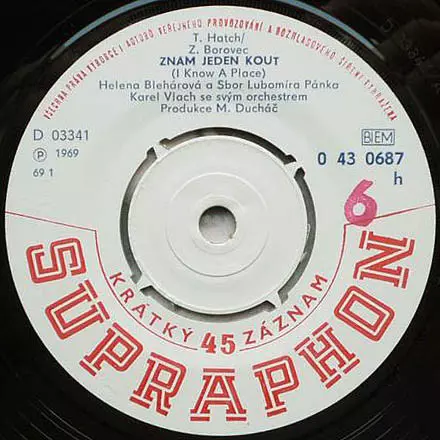 VŠECHNA PRÁVA VÝROBCE I AUTORŮ VEŘEJNÉHO PROVOZOVÁNÍ A ROZHLASOVÉHO ŠÍŘENÍ VYHRAZENA
T. Hatch/
Z. Borovec
ZNÁM JEDEN KOUT
(I Know A Place)
Helena Blehárová a Sbor Lubomíra Pánka
Karel Vlach se svým orchestrem
Produkce M. Ducháč
D 03341
Ⓟ 1969
69 1
BIEM
0 43 0687
h
6
KRÁTKÝ 45 ZÁZNAM
SUPRAPHON